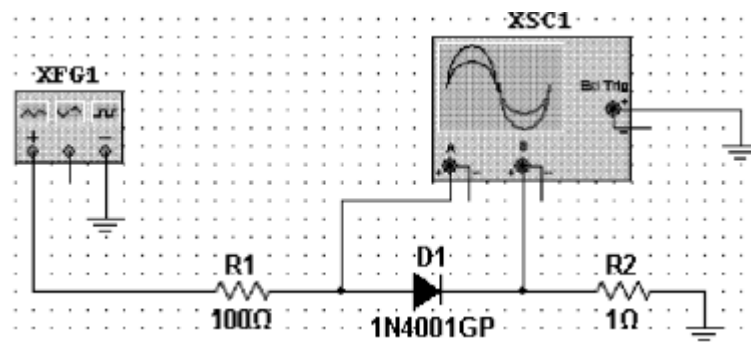 XSC1
XFG1
Ext Trig
+
-
+
-
A
B
+
-
+
-
R1
D1
R2
100Ω
1N4001GP
1Ω